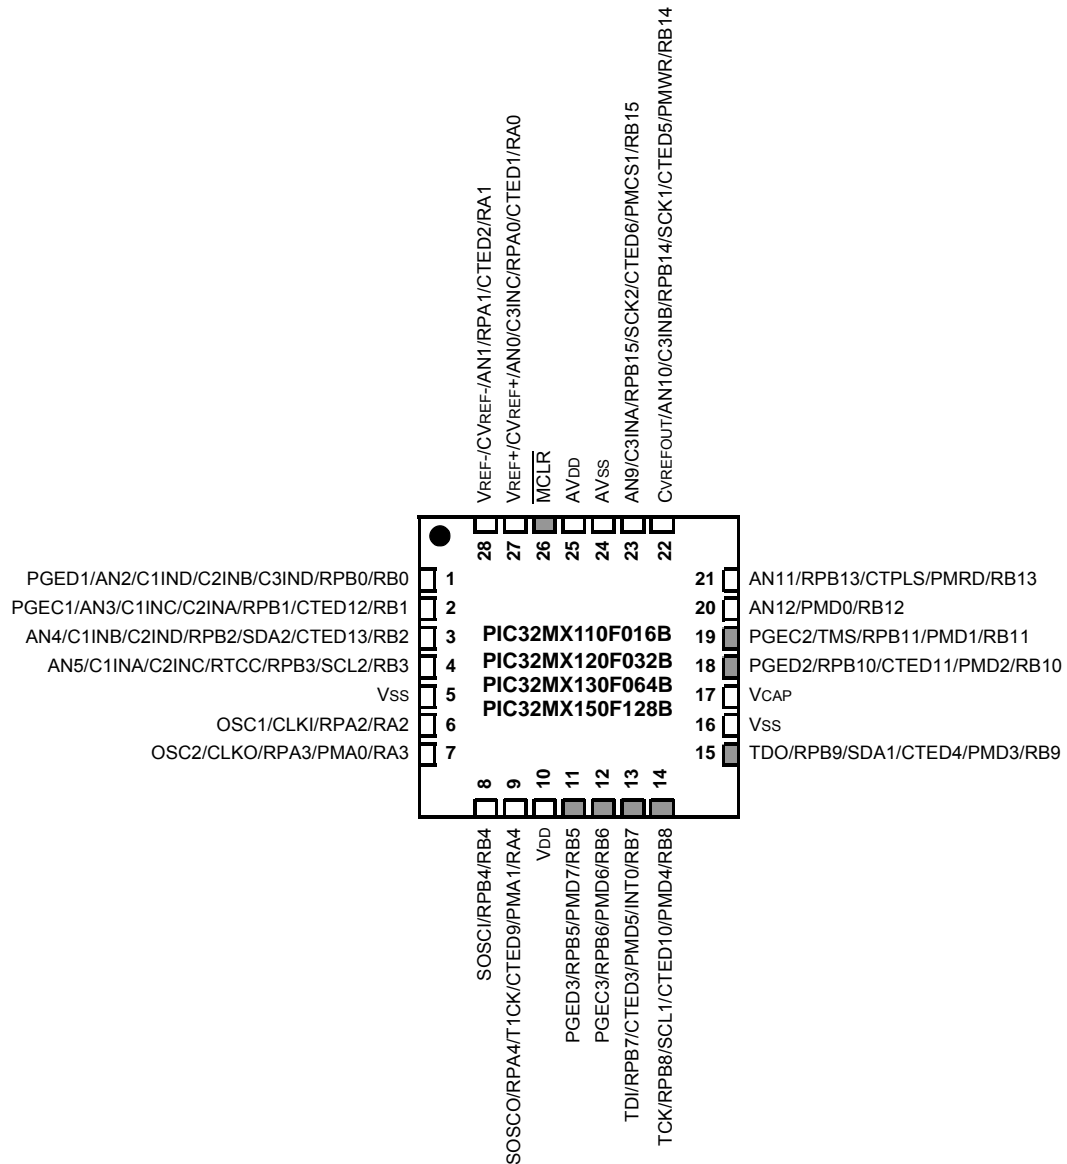 VREF-/CVREF-/AN1/RPA1/CTED2/RA1
VREF+/CVREF+/AN0/C3INC/RPA0/CTED1/RA0
MCLR
AVDD
AVSS
AN9/C3INA/RPB15/SCK2/CTED6/PMCS1/RB15
CVREFOUT/AN10/C3INB/RPB14/SCK1/CTED5/PMWR/RB14
28 27 26 25 24 23 22
PGED1/AN2/C1IND/C2INB/C3IND/RPB0/RB0 1
PGEC1/AN3/C1INC/C2INA/RPB1/CTED12/RB1 2
AN4/C1INB/C2IND/RPB2/SDA2/CTED13/RB2 3
AN5/C1INA/C2INC/RTCC/RPB3/SCL2/RB3 4
VSS 5
OSC1/CLKI/RPA2/RA2 6
OSC2/CLKO/RPA3/PMA0/RA3 7
PIC32MX110F016B
PIC32MX120F032B
PIC32MX130F064B
PIC32MX150F128B
21 AN11/RPB13/CTPLS/PMRD/RB13
20 AN12/PMD0/RB12
19 PGEC2/TMS/RPB11/PMD1/RB11
18 PGED2/RPB10/CTED11/PMD2/RB10
17 VCAP
16 VSS
15 TDO/RPB9/SDA1/CTED4/PMD3/RB9
8 9 10 11 12 13 14
SOSCI/RPB4/RB4
SOSCO/RPA4/T1CK/CTED9/PMA1/RA4
VDD
PGED3/RPB5/PMD7/RB5
PGEC3/RPB6/PMD6/RB6
TDI/RPB7/CTED3/PMD5/INT0/RB7
TCK/RPB8/SCL1/CTED10/PMD4/RB8